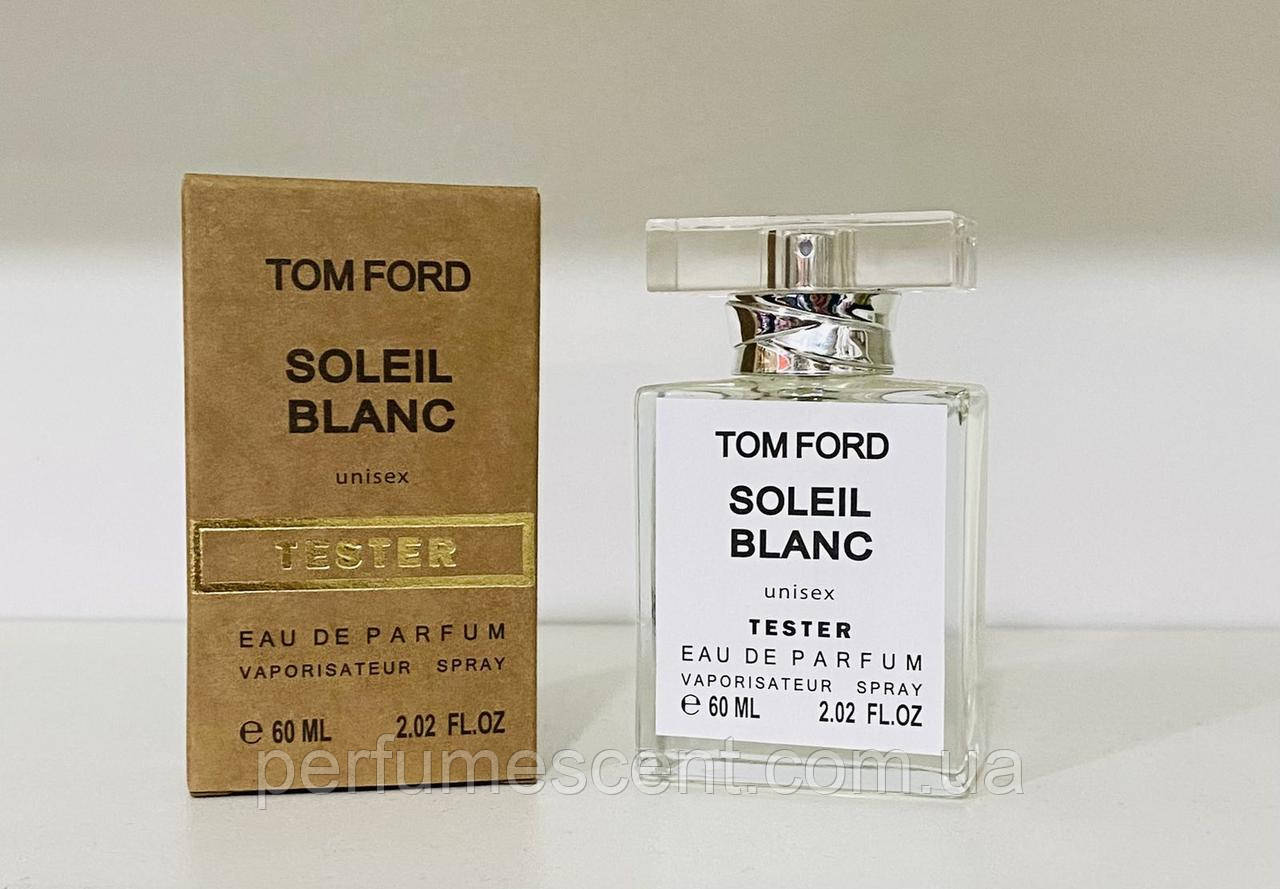 TOM FORD
SOLEIL
BLANC
unisex
TESTER
EAU DE PARFUM
VAPORISATEUR SPRAY
℮ 60 ML 2.02 FL.OZ
TOM FORD
SOLEIL
BLANC
unisex
TESTER
EAU DE PARFUM
VAPORISATEUR SPRAY
℮ 60 ML 2.02 FL.OZ
perfumescent.com.ua